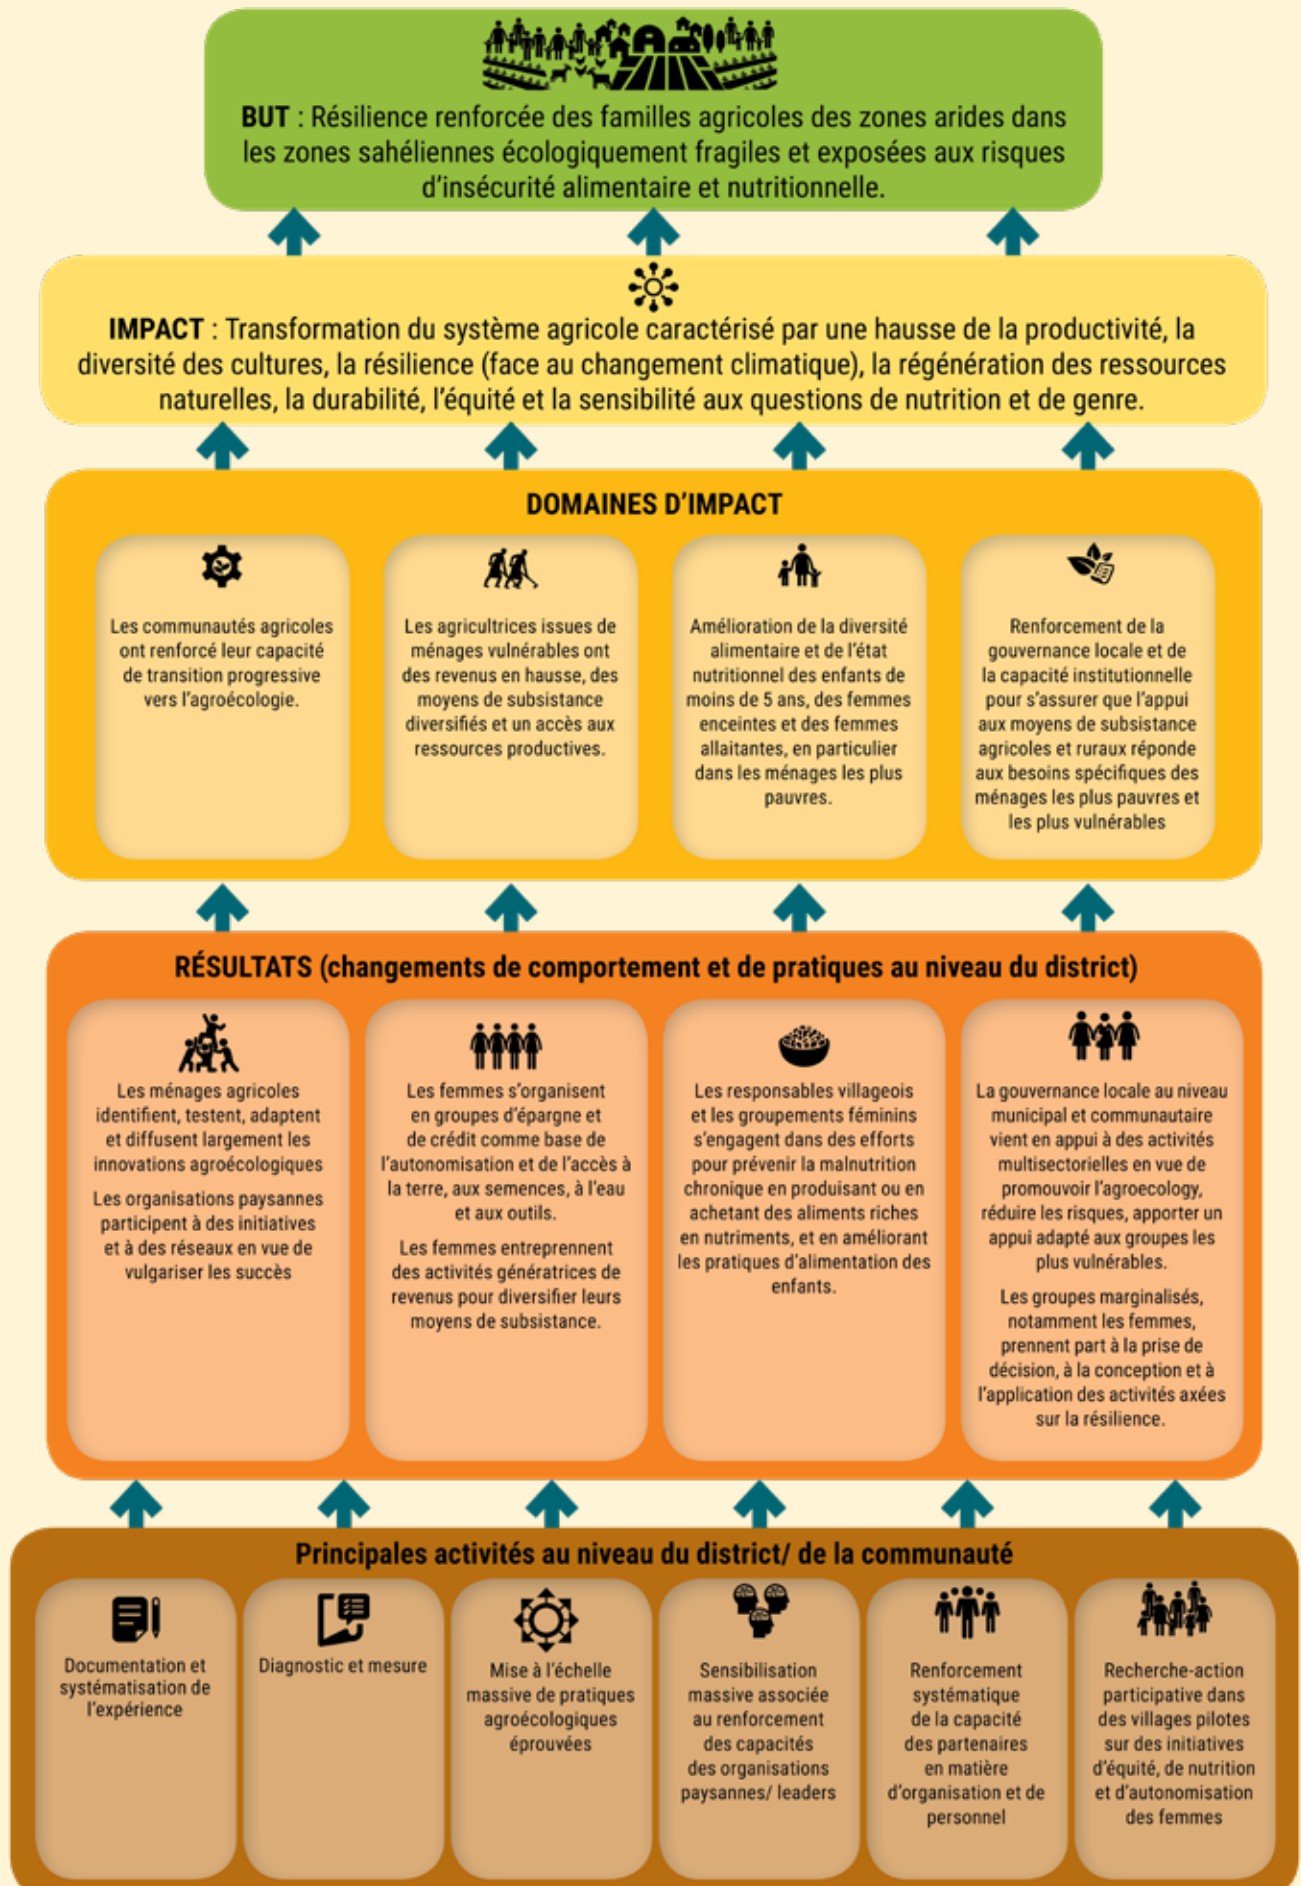 BUT : Résilience renforcée des familles agricoles des zones arides dans
les zones sahéliennes écologiquement fragiles et exposées aux risques
d'insécurité alimentaire et nutritionnelle.
IMPACT : Transformation du système agricole caractérisé par une hausse de la productivité, la
diversité des cultures, la résilience (face au changement climatique), la régénération des ressources
naturelles, la durabilité, l'équité et la sensibilité aux questions de nutrition et de genre.
DOMAINES D'IMPACT
Les communautés agricoles
ont renforcé leur capacité
de transition progressive
vers l'agroécologie.
Les agricultrices issues de
ménages vulnérables ont
des revenus en hausse, des
moyens de subsistance
diversifiés et un accès aux
ressources productives.
Amélioration de la diversité
alimentaire et de l'état
nutritionnel des enfants de
moins de 5 ans, des femmes
enceintes et des femmes
allaitantes, en particulier
dans les ménages les plus
pauvres.
Renforcement de la
gouvernance locale et de
la capacité institutionnelle
pour s'assurer que l'appui
aux moyens de subsistance
agricoles et ruraux réponde
aux besoins spécifiques des
ménages les plus pauvres et
les plus vulnérables
RÉSULTATS (changements de comportement et de pratiques au niveau du district)
Les ménages agricoles
identifient, testent, adaptent
et diffusent largement les
innovations agroécologiques
Les organisations paysannes
participent à des initiatives
et à des réseaux en vue de
vulgariser les succès
Les femmes s'organisent
en groupes d'épargne et
de crédit comme base de
l'autonomisation et de l'accès à
la terre, aux semences, à l'eau
et aux outils.
Les femmes entreprennent
des activités génératrices de
revenus pour diversifier leurs
moyens de subsistance.
Les responsables villageois
et les groupements féminins
s'engagent dans des efforts
pour prévenir la malnutrition
chronique en produisant ou en
achetant des aliments riches
en nutriments, et en améliorant
les pratiques d'alimentation des
enfants.
La gouvernance locale au niveau
municipal et communautaire
vient en appui à des activités
multisectorielles en vue de
promouvoir l'agroecology,
réduire les risques, apporter un
appui adapté aux groupes les
plus vulnérables.
Les groupes marginalisés,
notamment les femmes,
prennent part à la prise de
décision, à la conception et à
l'application des activités axées
sur la résilience.
Principales activités au niveau du district/ de la communauté
Documentation et
systématisation de
l'expérience
Diagnostic et mesure
Mise à l'échelle
massive de pratiques
agroécologiques
éprouvées
Sensibilisation
massive associée
au renforcement
des capacités
des organisations
paysannes/ leaders
Renforcement
systématique
de la capacité
des partenaires
en matière
d'organisation et de
personnel
Recherche-action
participative dans
des villages pilotes
sur des initiatives
d'équité, de nutrition
et d'autonomisation
des femmes